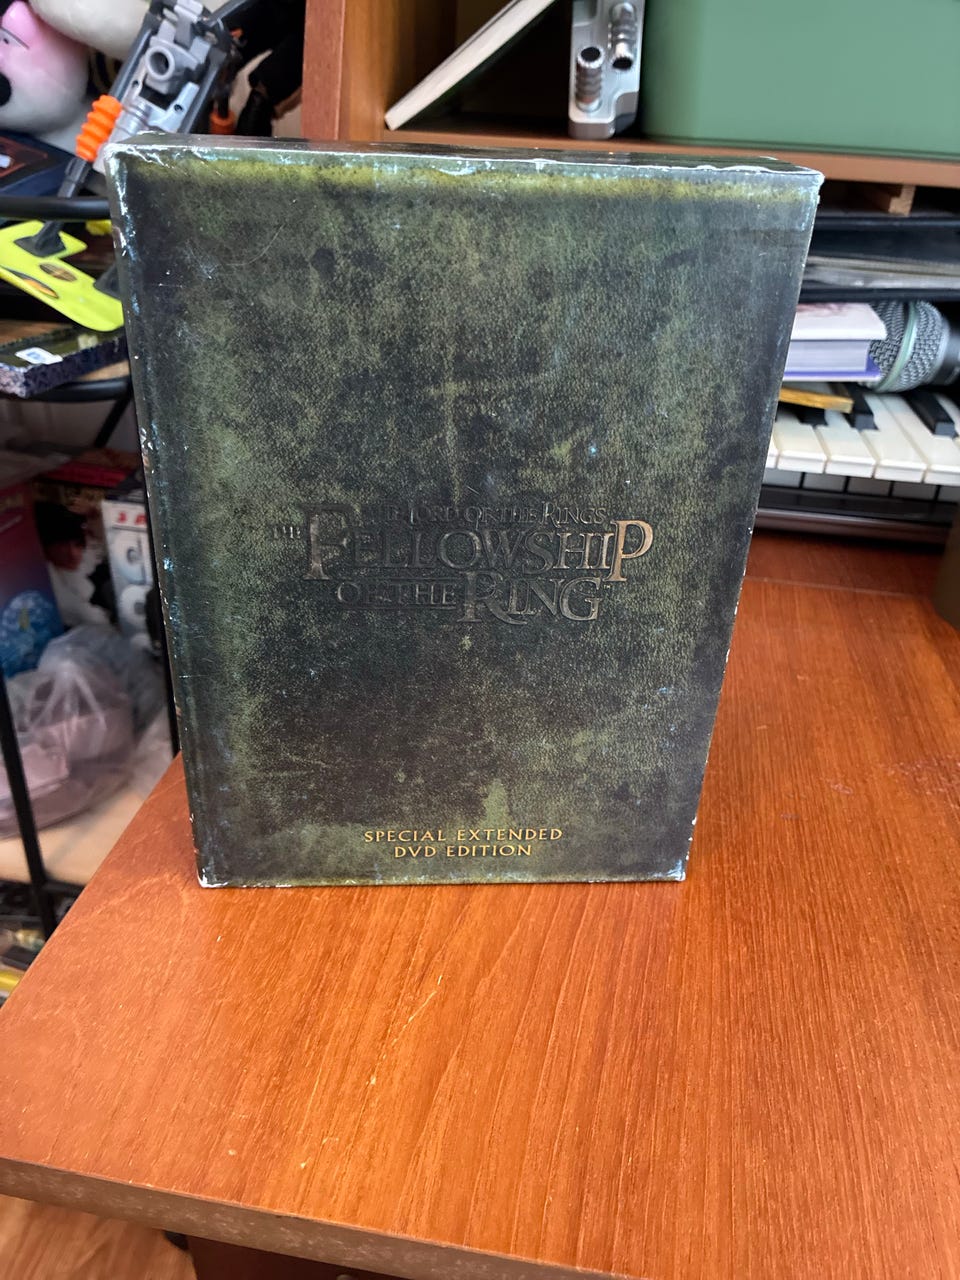 THE LORD OF THE RINGS
THE FELLOWSHIP
OF THE RING
SPECIAL EXTENDED
DVD EDITION